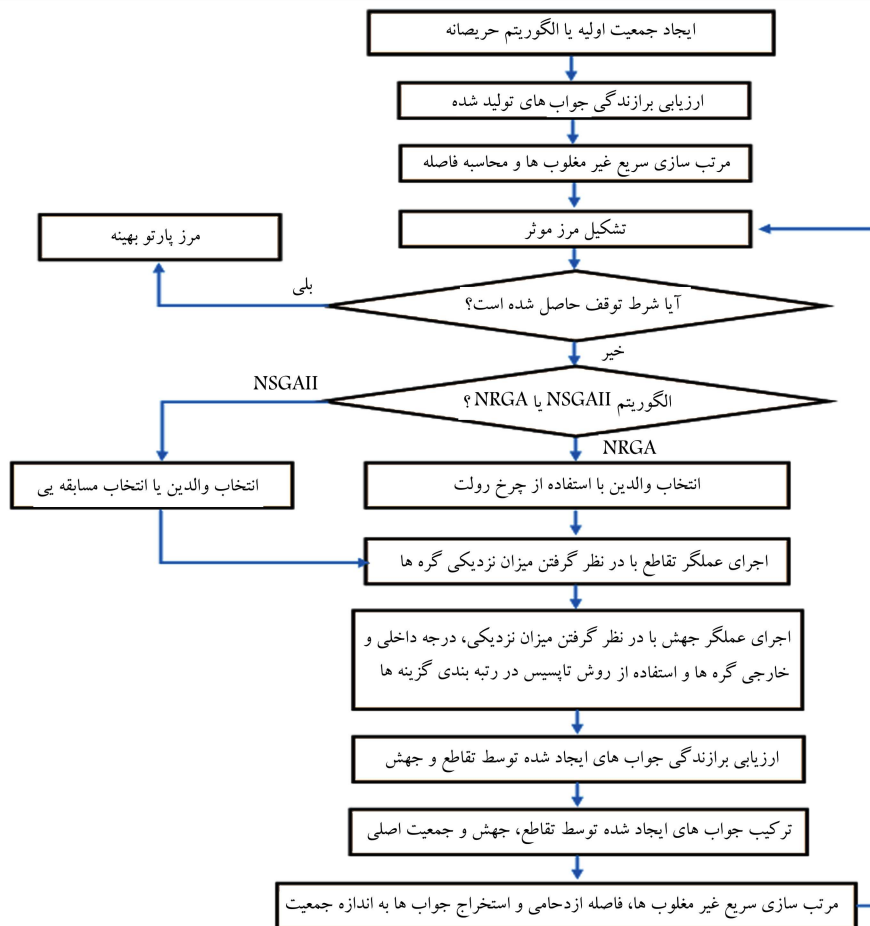 ایجاد جمعیت اولیه یا الگوریتم حریصانه
ارزیابی برازندگی جواب های تولید شده
مرتب سازی سریع غیر مغلوب ها و محاسبه فاصله
تشکیل مرز موثر
مرز پارتو بهینه
بلی
آیا شرط توقف حاصل شده است؟
خیر
NSGAII
الگوریتم NSGAII یا NRGA ؟
NRGA
انتخاب والدین با استفاده از چرخ رولت
انتخاب والدین یا انتخاب مسابقه یی
اجرای عملگر تقاطع با در نظر گرفتن میزان نزدیکی گره ها
اجرای عملگر جهش با در نظر گرفتن میزان نزدیکی، درجه داخلی و
خارجی گره ها و استفاده از روش تاپسیس در رتبه بندی گزینه ها
ارزیابی برازندگی جواب های ایجاد شده توسط تقاطع و جهش
ترکیب جواب های ایجاد شده توسط تقاطع، جهش و جمعیت اصلی
مرتب سازی سریع غیر مغلوب ها، فاصله ازدحامی و استخراج جواب ها به اندازه جمعیت